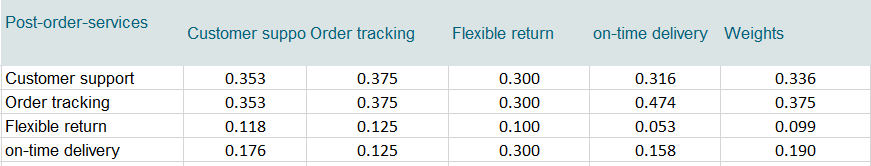 Post-order-services Customer suppo Order tracking Flexible return on-time delivery Weights
Customer support 0.353 0.375 0.300 0.316 0.336
Order tracking 0.353 0.375 0.300 0.474 0.375
Flexible return 0.118 0.125 0.100 0.053 0.099
on-time delivery 0.176 0.125 0.300 0.158 0.190